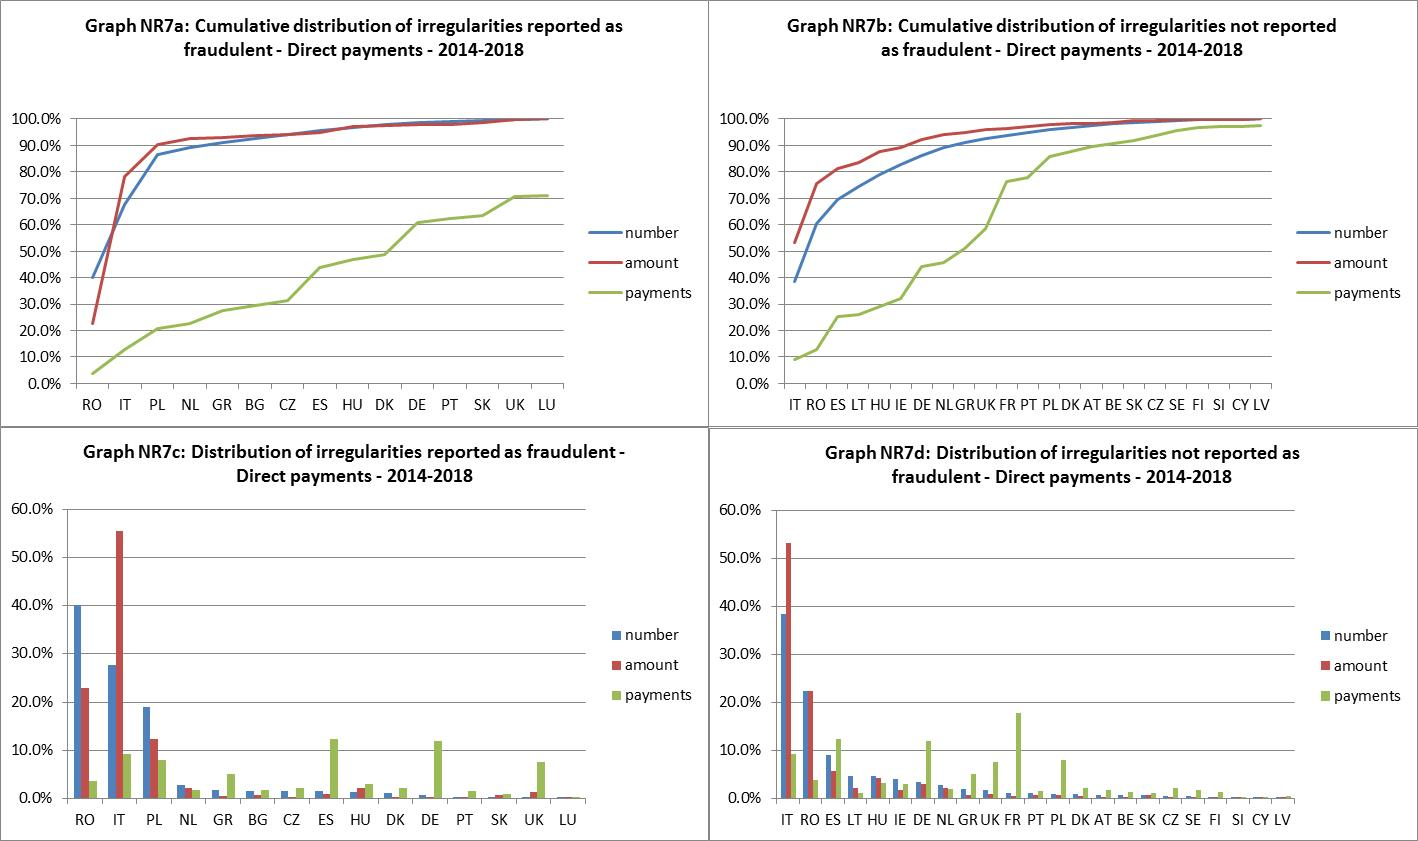 Graph NR7a: Cumulative distribution of irregularities reported as
fraudulent - Direct payments - 2014-2018
100.0%
90.0%
80.0%
70.0%
60.0%
50.0%
40.0%
30.0%
20.0%
10.0%
0.0%
RO IT PL NL GR BG CZ ES HU DK DE PT SK UK LU
number
amount
payments
Graph NR7b: Cumulative distribution of irregularities not reported
as fraudulent - Direct payments - 2014-2018
100.0%
90.0%
80.0%
70.0%
60.0%
50.0%
40.0%
30.0%
20.0%
10.0%
0.0%
IT RO ES LT HU IE DE NL GR UK FR PT PL DK AT BE SK CZ SE FI SI CY LV
number
amount
payments
Graph NR7c: Distribution of irregularities reported as fraudulent -
Direct payments - 2014-2018
60.0%
50.0%
40.0%
30.0%
20.0%
10.0%
0.0%
RO IT PL NL GR BG CZ ES HU DK DE PT SK UK LU
number
amount
payments
Graph NR7d: Distribution of irregularities not reported as
fraudulent - Direct payments - 2014-2018
60.0%
50.0%
40.0%
30.0%
20.0%
10.0%
0.0%
IT RO ES LT HU IE DE NL GR UK FR PT PL DK AT BE SK CZ SE FI SI CY LV
number
amount
payments